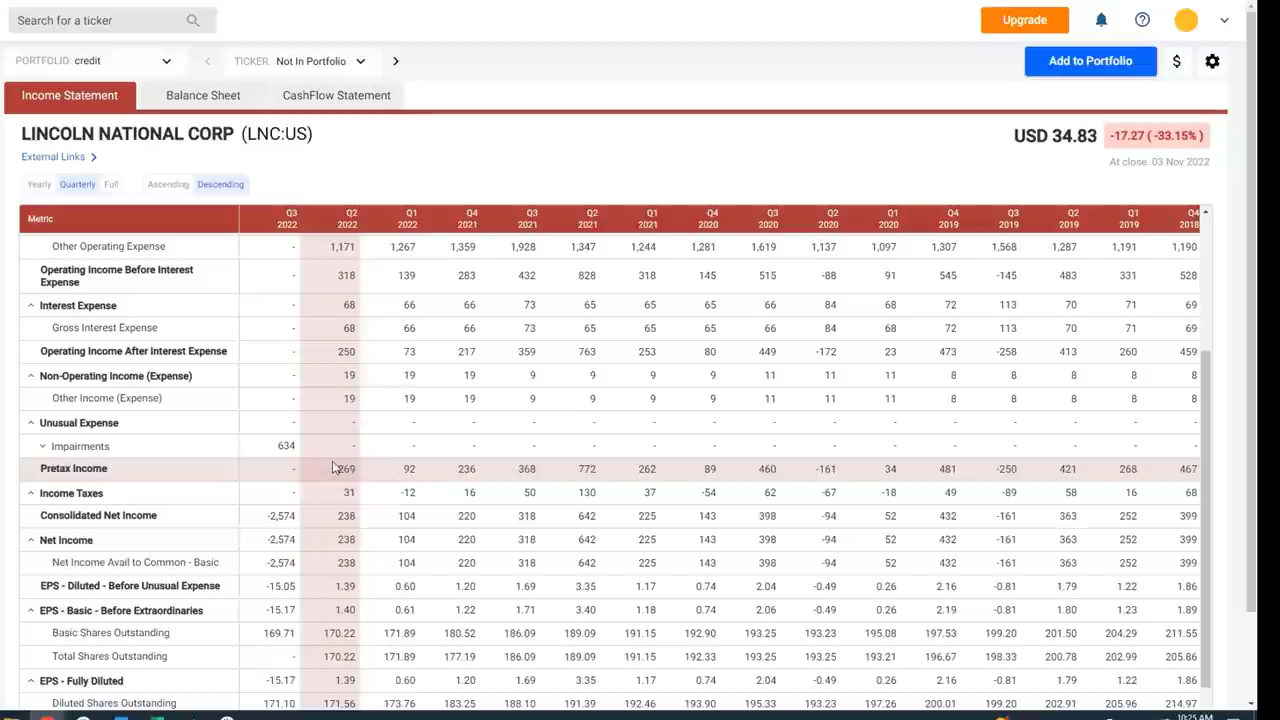 Search for a ticker Upgrade
PORTFOLIO: credit TICKER: Not In Portfolio Add to Portfolio $
Income Statement Balance Sheet CashFlow Statement
LINCOLN NATIONAL CORP (LNC:US) USD 34.83 -17.27 ( -33.15% )
External Links At close. 03 Nov 2022
Yearly Quarterly Full Ascending Descending
Metric Q3 2022 Q2 2022 Q1 2022 Q4 2021 Q3 2021 Q2 2021 Q1 2021 Q4 2020 Q3 2020 Q2 2020 Q1 2020 Q4 2019 Q3 2019 Q2 2019 Q1 2019 Q4 2018
Other Operating Expense - 1,171 1,267 1,359 1,928 1,347 1,244 1,281 1,619 1,137 1,097 1,307 1,568 1,287 1,191 1,190
Operating Income Before Interest Expense - 318 139 283 432 828 318 145 515 -88 91 545 -145 483 331 528
Interest Expense - 68 66 66 73 65 65 65 66 84 68 72 113 70 71 69
Gross Interest Expense - 68 66 66 73 65 65 65 66 84 68 72 113 70 71 69
Operating Income After Interest Expense - 250 73 217 359 763 253 80 449 -172 23 473 -258 413 260 459
Non-Operating Income (Expense) - 19 19 19 9 9 9 9 11 11 11 8 8 8 8 8
Other Income (Expense) - 19 19 19 9 9 9 9 11 11 11 8 8 8 8 8
Unusual Expense - - - - - - - - - - - - - - - -
Impairments 634 - - - - - - - - - - - - - - -
Pretax Income - 269 92 236 368 772 262 89 460 -161 34 481 -250 421 268 467
Income Taxes - 31 -12 16 50 130 37 -54 62 -67 -18 49 -89 58 16 68
Consolidated Net Income -2,574 238 104 220 318 642 225 143 398 -94 52 432 -161 363 252 399
Net Income -2,574 238 104 220 318 642 225 143 398 -94 52 432 -161 363 252 399
Net Income Avail to Common - Basic -2,574 238 104 220 318 642 225 143 398 -94 52 432 -161 363 252 399
EPS - Diluted - Before Unusual Expense -15.05 1.39 0.60 1.20 1.69 3.35 1.17 0.74 2.04 -0.49 0.26 2.16 -0.81 1.79 1.22 1.86
EPS - Basic - Before Extraordinaries -15.17 1.40 0.61 1.22 1.71 3.40 1.18 0.74 2.06 -0.49 0.26 2.19 -0.81 1.80 1.23 1.89
Basic Shares Outstanding 169.71 170.22 171.89 180.52 186.09 189.09 191.15 192.90 193.25 193.23 195.08 197.53 199.20 201.50 204.29 211.55
Total Shares Outstanding - 170.22 171.89 177.19 186.09 189.09 191.15 192.33 193.25 193.25 193.21 196.67 198.33 200.78 202.99 205.86
EPS - Fully Diluted -15.17 1.39 0.60 1.20 1.69 3.35 1.17 0.74 2.04 -0.49 0.26 2.16 -0.81 1.79 1.22 1.86
Diluted Shares Outstanding 171.10 171.56 173.76 183.25 188.10 191.39 192.46 193.90 195.33 193.23 197.26 200.01 199.20 202.67 205.96 214.97
10:25 AM